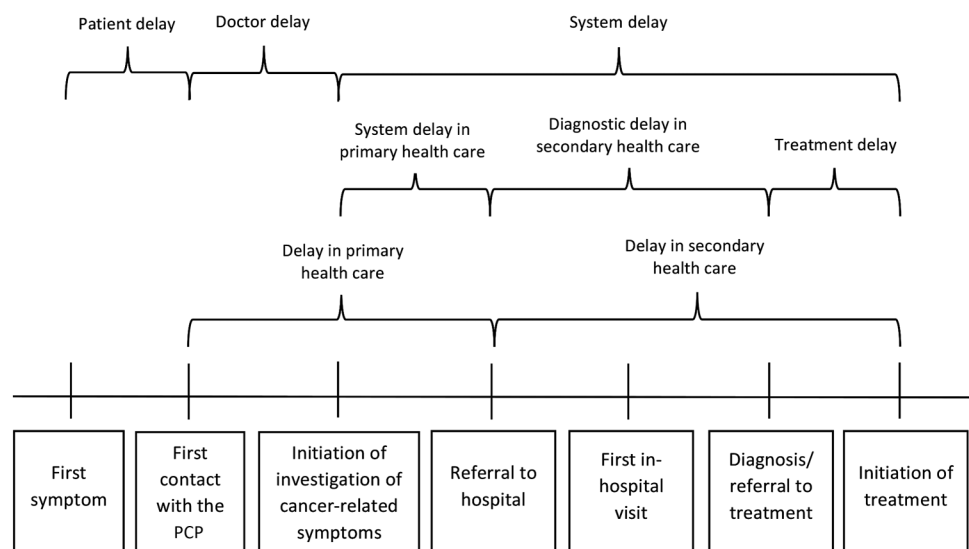 Patient delay
Doctor delay
System delay
System delay in
primary health care
Diagnostic delay in
secondary health care
Treatment delay
Delay in primary
health care
Delay in secondary
health care
First
symptom
First
contact
with the
PCP
Initiation of
investigation of
cancer-related
symptoms
Referral to
hospital
First in-
hospital
visit
Diagnosis/
referral to
treatment
Initiation of
treatment